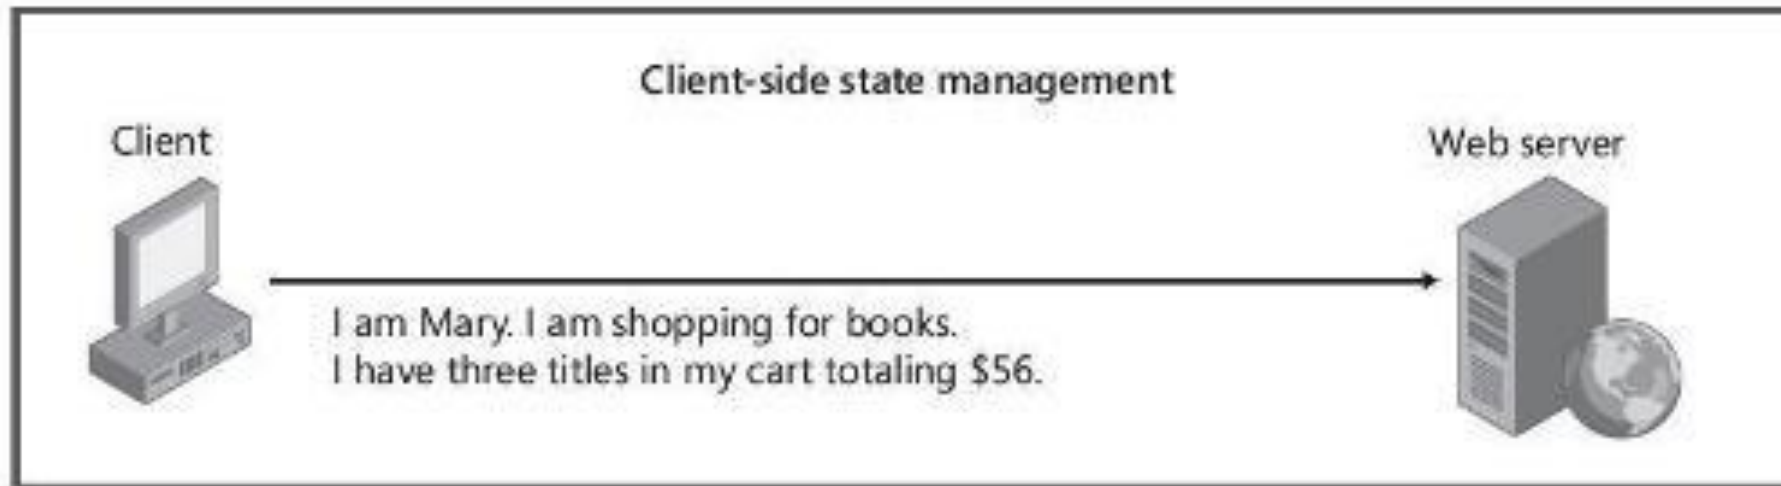 Client-side state management
Client
Web server
I am Mary. I am shopping for books.
I have three titles in my cart totaling $56.